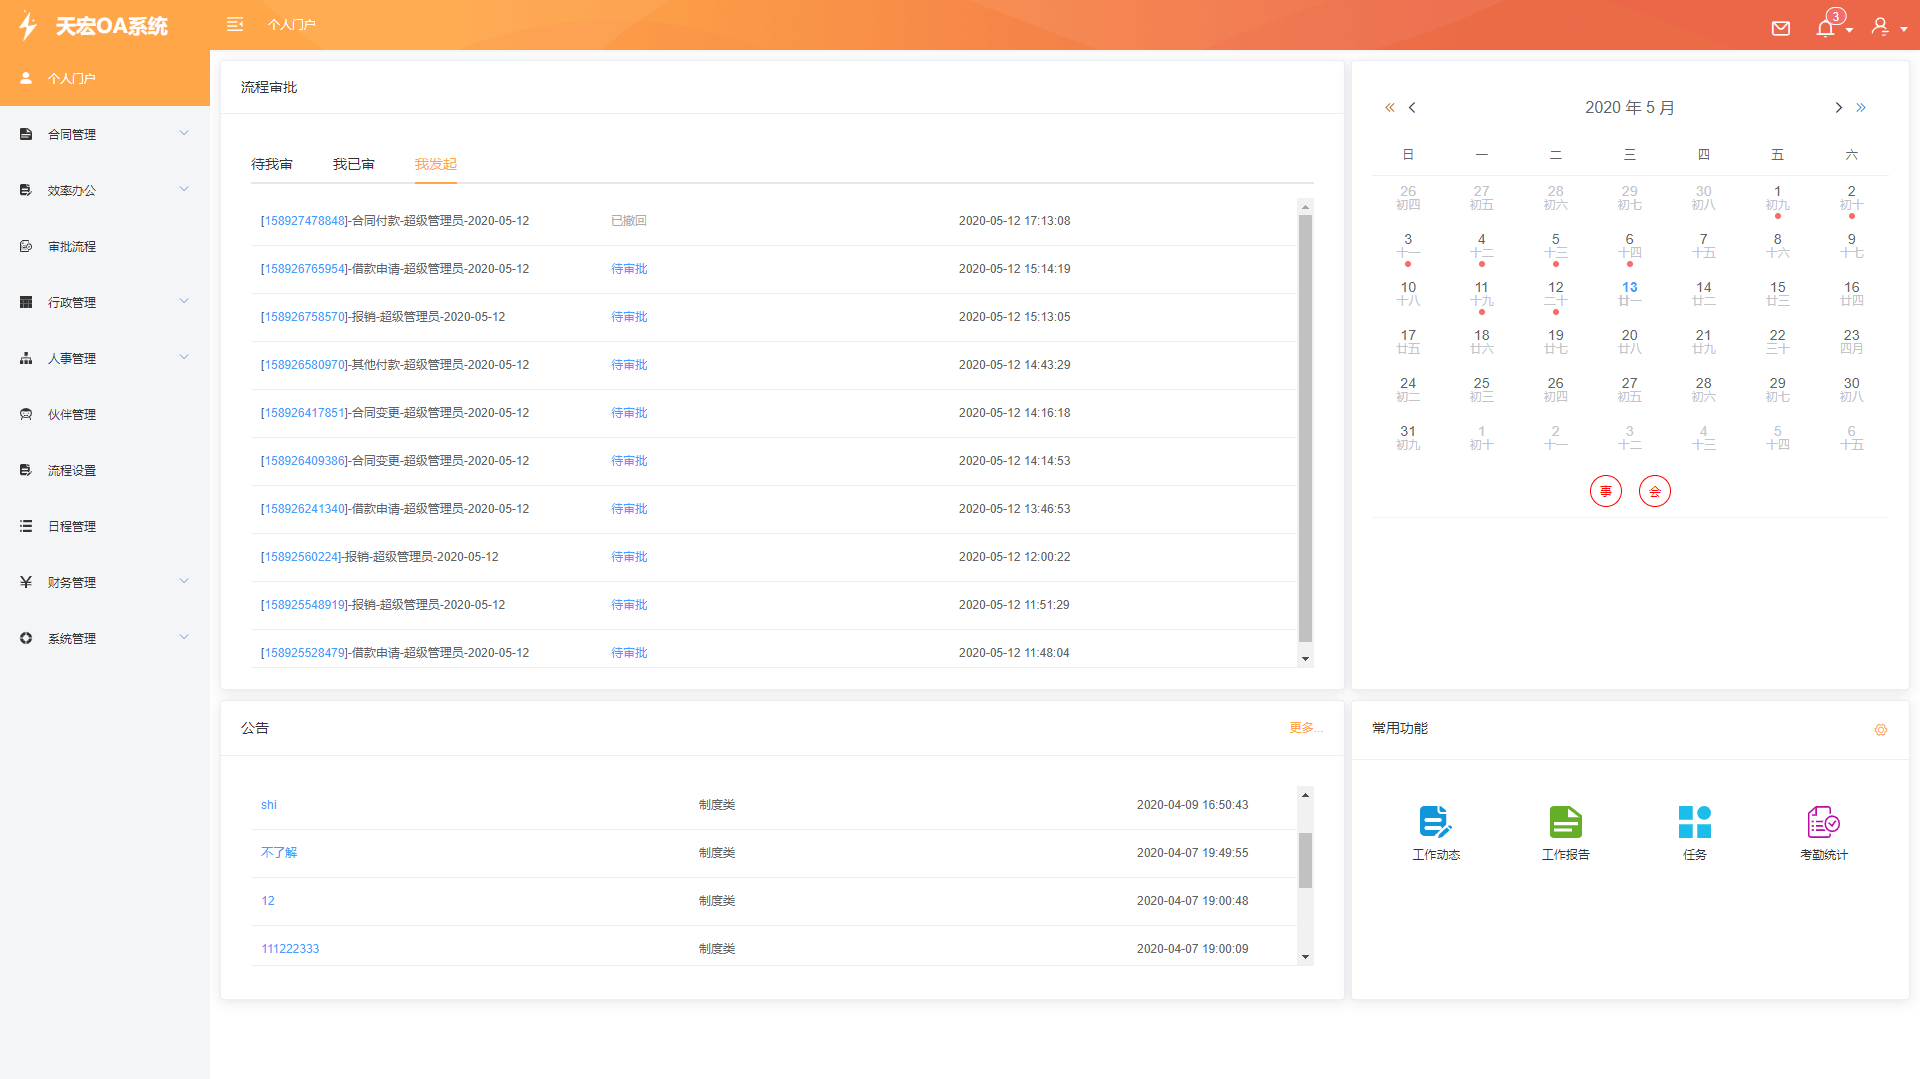 天宏OA系统
个人门户
3
个人门户
合同管理
效率办公
审批流程
行政管理
人事管理
伙伴管理
流程设置
日程管理
财务管理
系统管理
流程审批
待我审 我已审 我发起
[158927478848]-合同付款-超级管理员-2020-05-12 已撤回 2020-05-12 17:13:08
[158926765954]-借款申请-超级管理员-2020-05-12 待审批 2020-05-12 15:14:19
[158926758570]-报销-超级管理员-2020-05-12 待审批 2020-05-12 15:13:05
[158926580970]-其他付款-超级管理员-2020-05-12 待审批 2020-05-12 14:43:29
[158926417851]-合同变更-超级管理员-2020-05-12 待审批 2020-05-12 14:16:18
[158926409386]-合同变更-超级管理员-2020-05-12 待审批 2020-05-12 14:14:53
[158926241340]-借款申请-超级管理员-2020-05-12 待审批 2020-05-12 13:46:53
[15892560224]-报销-超级管理员-2020-05-12 待审批 2020-05-12 12:00:22
[158925548919]-报销-超级管理员-2020-05-12 待审批 2020-05-12 11:51:29
[158925528479]-借款申请-超级管理员-2020-05-12 待审批 2020-05-12 11:48:04
2020 年 5 月
日 一 二 三 四 五 六
26 27 28 29 30 1 2
初四 初五 初六 初七 初八 初九 初十
3 4 5 6 7 8 9
十一 十二 十三 十四 十五 十六 十七
10 11 12 13 14 15 16
十八 十九 二十 廿一 廿二 廿三 廿四
17 18 19 20 21 22 23
廿五 廿六 廿七 廿八 廿九 三十 四月
24 25 26 27 28 29 30
初二 初三 初四 初五 初六 初七 初八
31 1 2 3 4 5 6
初九 初十 十一 十二 十三 十四 十五
事 会
公告 更多...
shi 制度类 2020-04-09 16:50:43
不了解 制度类 2020-04-07 19:49:55
12 制度类 2020-04-07 19:00:48
111222333 制度类 2020-04-07 19:00:09
常用功能
工作动态 工作报告 任务 考勤统计